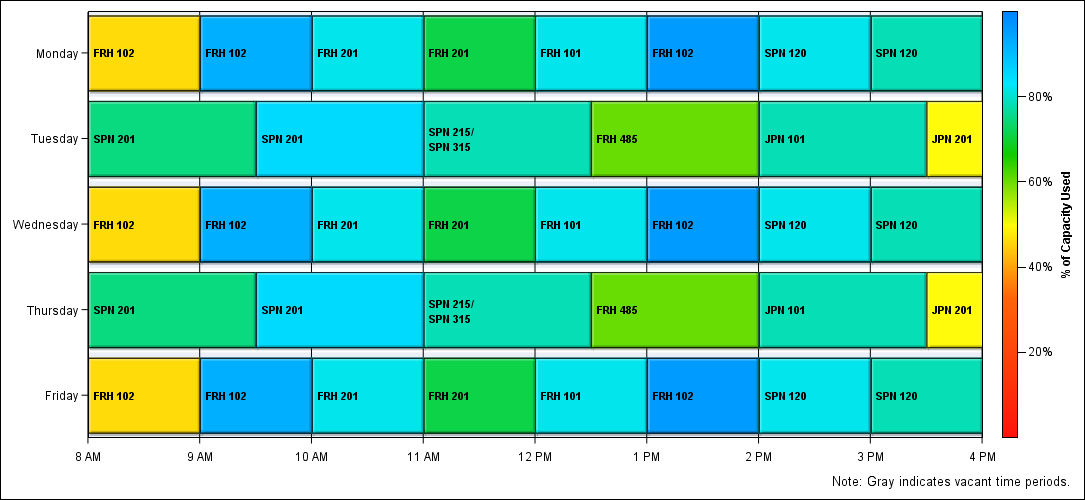 Monday
FRH 102
FRH 102
FRH 201
FRH 201
FRH 101
FRH 102
SPN 120
SPN 120
Tuesday
SPN 201
SPN 201
SPN 215/
SPN 315
FRH 485
JPN 101
JPN 201
Wednesday
FRH 102
FRH 102
FRH 201
FRH 201
FRH 101
FRH 102
SPN 120
SPN 120
Thursday
SPN 201
SPN 201
SPN 215/
SPN 315
FRH 485
JPN 101
JPN 201
Friday
FRH 102
FRH 102
FRH 201
FRH 201
FRH 101
FRH 102
SPN 120
SPN 120
8 AM
9 AM
10 AM
11 AM
12 PM
1 PM
2 PM
3 PM
4 PM
80%
60%
40%
20%
% of Capacity Used
Note: Gray indicates vacant time periods.